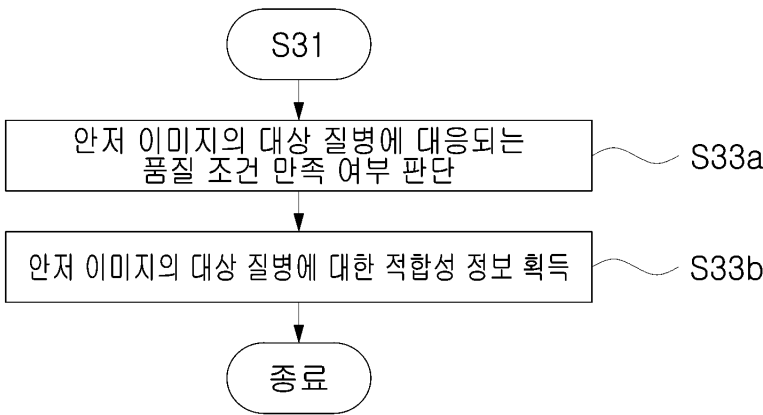 S31
안저 이미지의 대상 질병에 대응되는
품질 조건 만족 여부 판단
S33a
안저 이미지의 대상 질병에 대한 적합성 정보 획득
S33b
종료